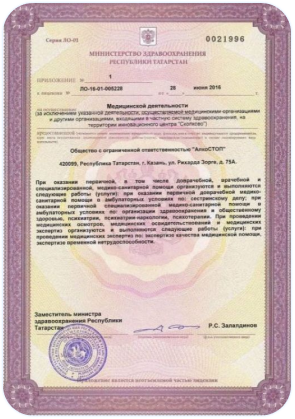 Серия ЛО-16
0021996
МИНИСТЕРСТВО ЗДРАВООХРАНЕНИЯ
РЕСПУБЛИКИ ТАТАРСТАН
ПРИЛОЖЕНИЕ № 1
к лицензии № ЛО-16-01-005228 от 28 июня 2016
Медицинской деятельности
(за исключением указанной деятельности, осуществляемой медицинскими организациями
и другими организациями, входящими в частную систему здравоохранения, на
территории инновационного центра "Сколково")
Общество с ограниченной ответственностью "АлкоСТОП"
420099, Республика Татарстан, г. Казань, ул. Рихарда Зорге, д. 75А.
При оказании первичной, в том числе доврачебной, врачебной и
специализированной, медико-санитарной помощи организуются и выполняются
следующие работы (услуги): при оказании первичной доврачебной медико-
санитарной помощи в амбулаторных условиях по: сестринскому делу; при
оказании первичной специализированной медико-санитарной помощи в
амбулаторных условиях по: организации здравоохранения и общественному
здоровью, психиатрии, психиатрии-наркологии, психотерапии. При проведении
медицинских осмотров, медицинских освидетельствований и медицинских
экспертиз организуются и выполняются следующие работы (услуги): при
проведении медицинских экспертиз по: экспертизе качества медицинской помощи,
экспертизе временной нетрудоспособности.
Заместитель министра
здравоохранения Республики
Татарстан
Р.С. Залалдинов
Приложение является неотъемлемой частью лицензии